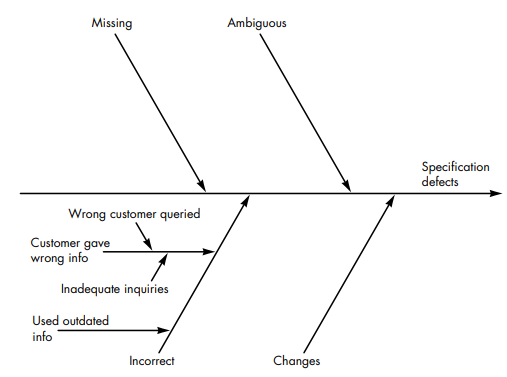 Missing
Ambiguous
Specification
defects
Wrong customer queried
Customer gave
wrong info
Inadequate inquiries
Used outdated
info
Incorrect
Changes